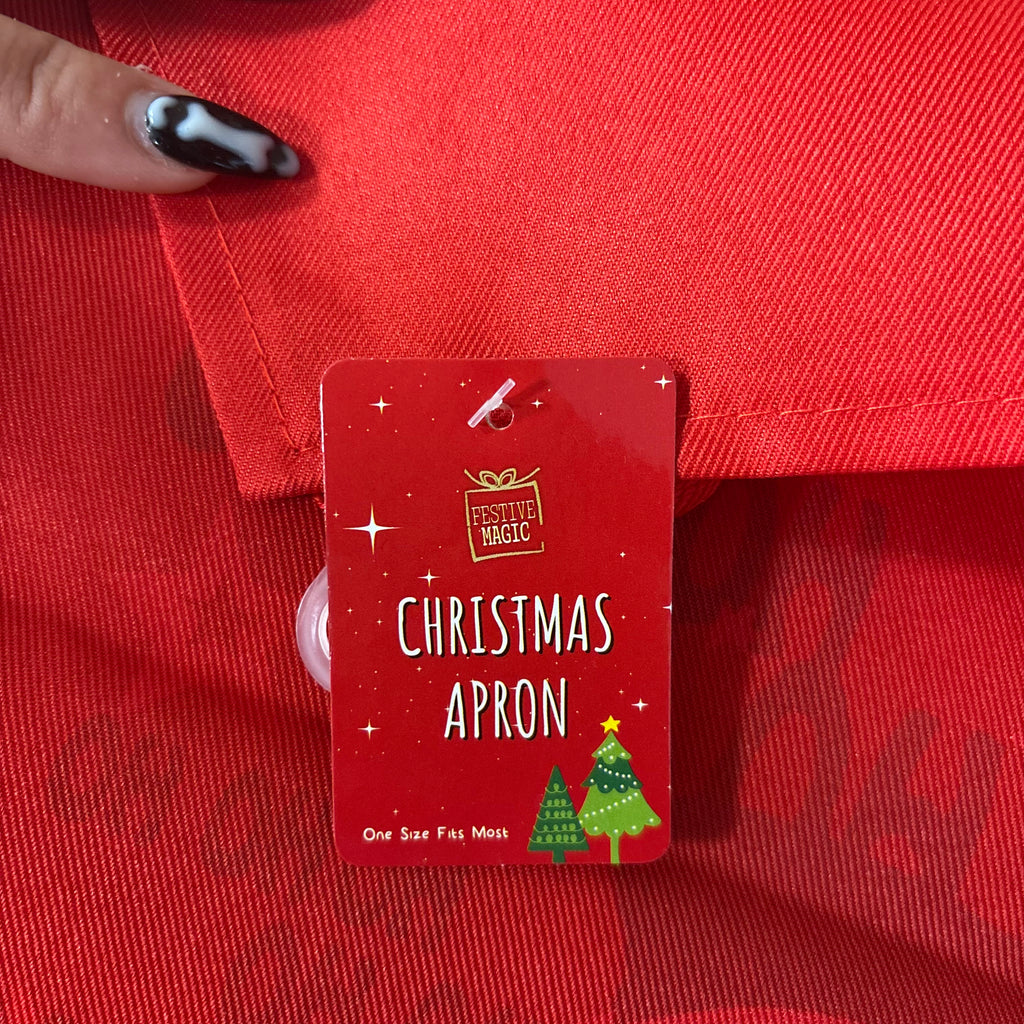 FESTIVE
MAGIC
CHRISTMAS
APRON
One Size Fits Most